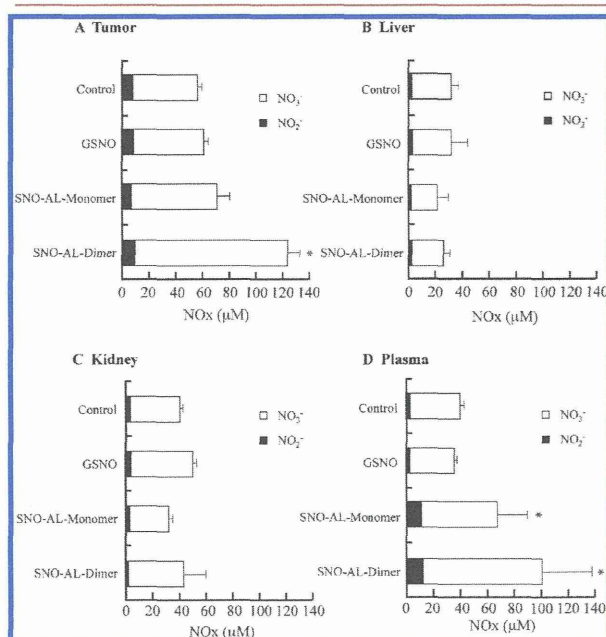 A Tumor
Control
GSNO
SNO-AL-Monomer
SNO-AL-Dimer
NO₃⁻
NO₂⁻
*
0 20 40 60 80 100 120 140
NOx (μM)
B Liver
Control
GSNO
SNO-AL-Monomer
SNO-AL-Dimer
NO₃⁻
NO₂⁻
0 20 40 60 80 100 120 140
NOx (μM)
C Kidney
Control
GSNO
SNO-AL-Monomer
SNO-AL-Dimer
NO₃⁻
NO₂⁻
0 20 40 60 80 100 120 140
NOx (μM)
D Plasma
Control
GSNO
SNO-AL-Monomer
*
SNO-AL-Dimer
*
NO₃⁻
NO₂⁻
0 20 40 60 80 100 120 140
NOx (μM)